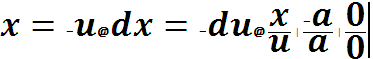 x = -u@dx = -du@ x/u | -a/a | 0/0